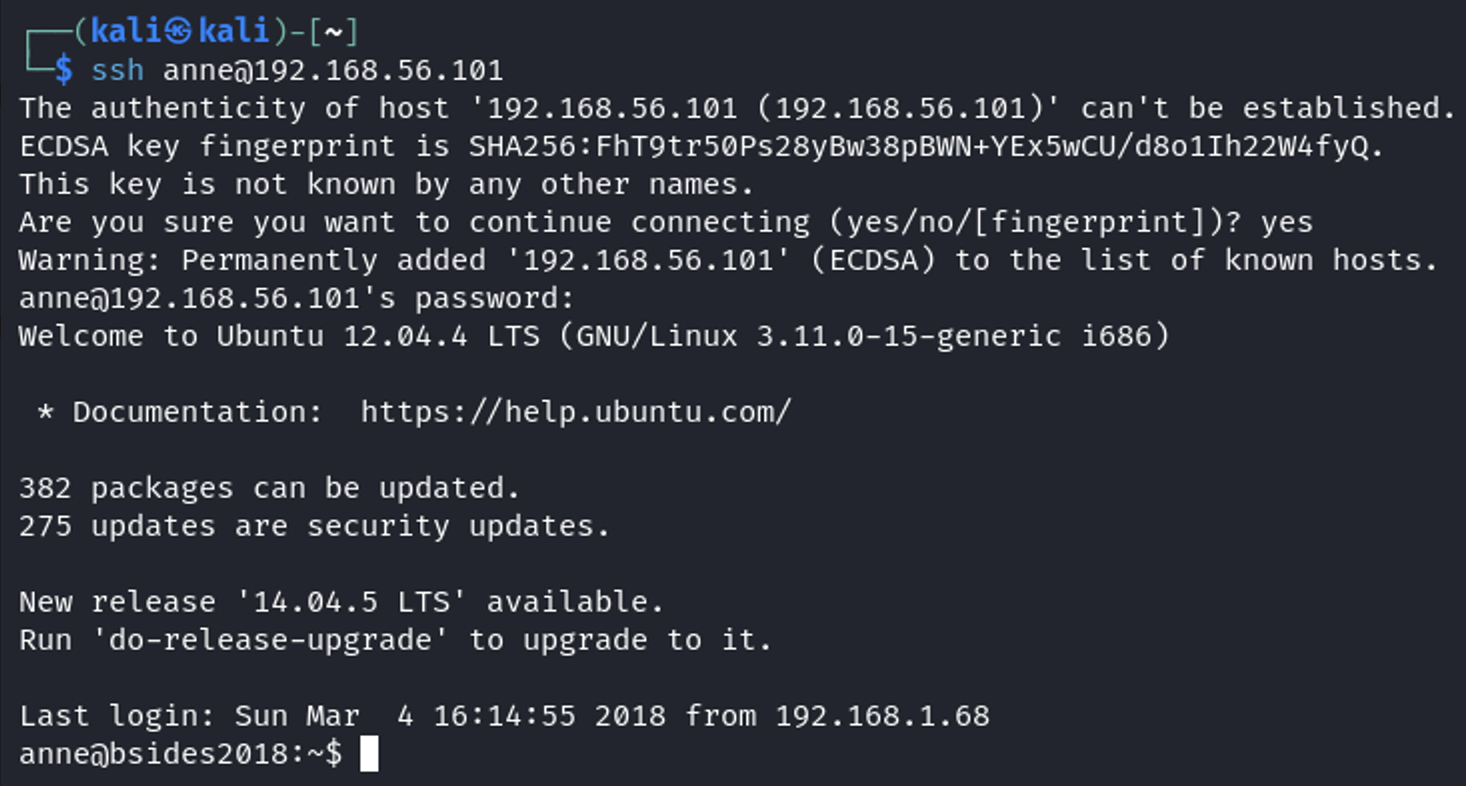 ┌──(kali㉿kali)-[~]
└─$ ssh anne@192.168.56.101
The authenticity of host '192.168.56.101 (192.168.56.101)' can't be established.
ECDSA key fingerprint is SHA256:FhT9tr50Ps28yBw38pBWN+YEx5wCU/d8o1Ih22W4fyQ.
This key is not known by any other names.
Are you sure you want to continue connecting (yes/no/[fingerprint])? yes
Warning: Permanently added '192.168.56.101' (ECDSA) to the list of known hosts.
anne@192.168.56.101's password:
Welcome to Ubuntu 12.04.4 LTS (GNU/Linux 3.11.0-15-generic i686)

 * Documentation:  https://help.ubuntu.com/

382 packages can be updated.
275 updates are security updates.

New release '14.04.5 LTS' available.
Run 'do-release-upgrade' to upgrade to it.

Last login: Sun Mar  4 16:14:55 2018 from 192.168.1.68
anne@bsides2018:~$